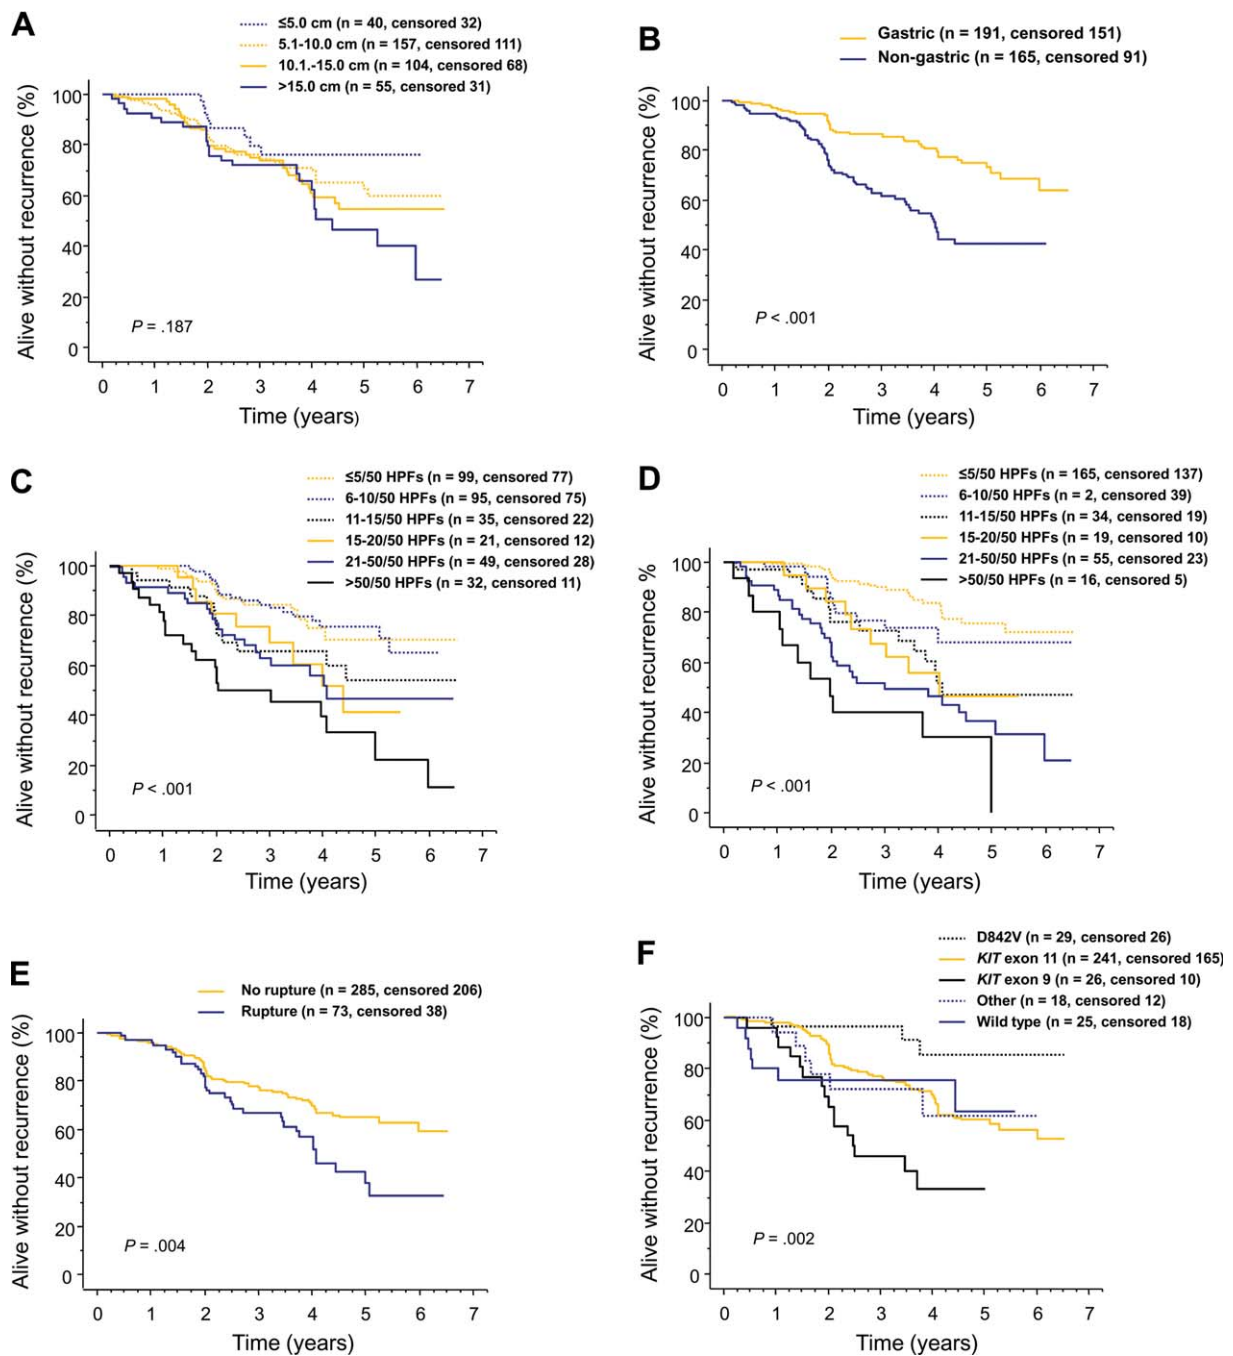 A
≤5.0 cm (n = 40, censored 32)
5.1-10.0 cm (n = 157, censored 111)
10.1.-15.0 cm (n = 104, censored 68)
>15.0 cm (n = 55, censored 31)
Alive without recurrence (%)
100
80
60
40
20
0
P = .187
0 1 2 3 4 5 6 7
Time (years)
B
Gastric (n = 191, censored 151)
Non-gastric (n = 165, censored 91)
Alive without recurrence (%)
100
80
60
40
20
0
P < .001
0 1 2 3 4 5 6 7
Time (years)
C
≤5/50 HPFs (n = 99, censored 77)
6-10/50 HPFs (n = 95, censored 75)
11-15/50 HPFs (n = 35, censored 22)
15-20/50 HPFs (n = 21, censored 12)
21-50/50 HPFs (n = 49, censored 28)
>50/50 HPFs (n = 32, censored 11)
Alive without recurrence (%)
100
80
60
40
20
0
P < .001
0 1 2 3 4 5 6 7
Time (years)
D
≤5/50 HPFs (n = 165, censored 137)
6-10/50 HPFs (n = 2, censored 39)
11-15/50 HPFs (n = 34, censored 19)
15-20/50 HPFs (n = 19, censored 10)
21-50/50 HPFs (n = 55, censored 23)
>50/50 HPFs (n = 16, censored 5)
Alive without recurrence %
100
80
60
40
20
0
P < .001
0 1 2 3 4 5 6 7
Time (years)
E
No rupture (n = 285, censored 206)
Rupture (n = 73, censored 38)
Alive without recurrence (%)
100
80
60
40
20
0
P = .004
0 1 2 3 4 5 6 7
Time (years)
F
D842V (n = 29, censored 26)
KIT exon 11 (n = 241, censored 165)
KIT exon 9 (n = 26, censored 10)
Other (n = 18, censored 12)
Wild type (n = 25, censored 18)
Alive without recurrence (%)
100
80
60
40
20
0
P = .002
0 1 2 3 4 5 6 7
Time (years)